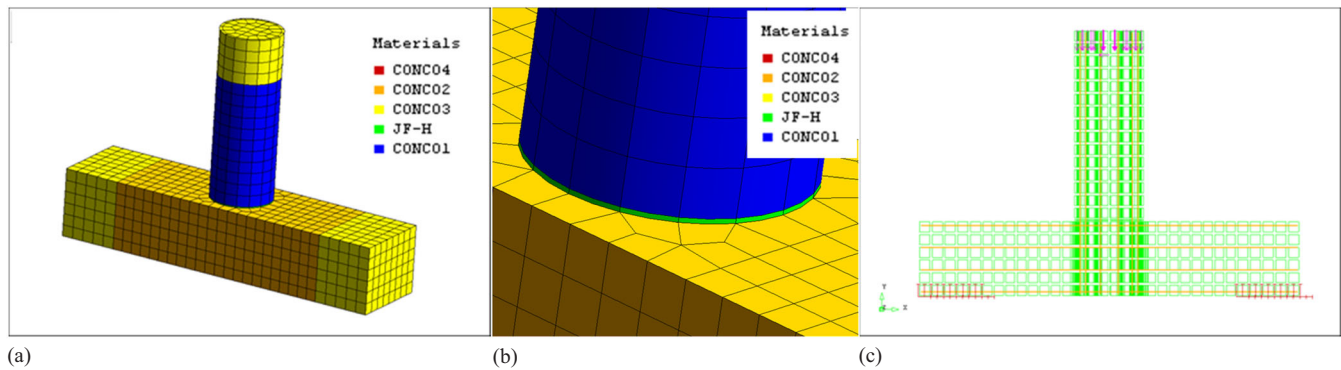 Materials
CONC04
CONC02
CONC03
JF-H
CONC01
Materials
CONC04
CONC02
CONC03
JF-H
CONC01
Y
Z
X
(a)
(b)
(c)